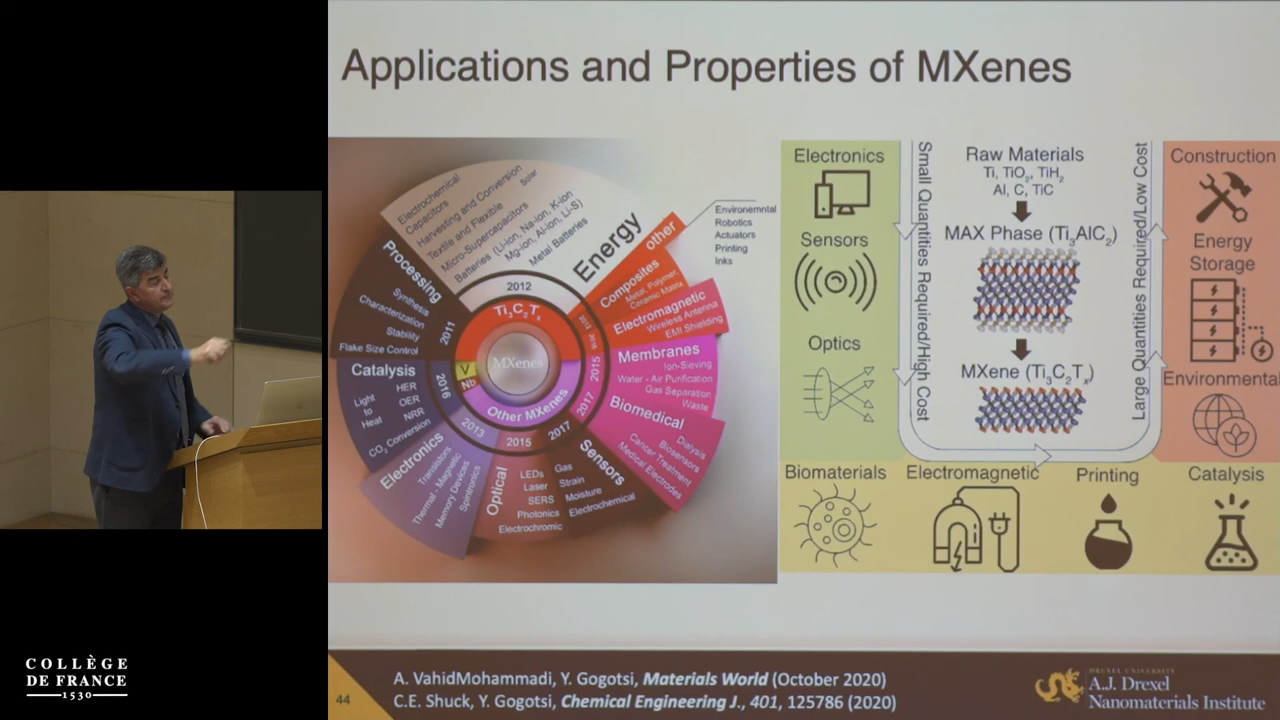 Applications and Properties of MXenes
Electrochemical
Capacitors
Harvesting and Conversion
Solar
Textile and Flexible
Micro-Supercapacitors
Batteries (Li-ion, Na-ion, K-ion
Mg-ion, Al-ion, Li-S)
Metal Batteries
Energy
other
Environemntal
Robotics
Actuators
Printing
Inks
Composites
Metal, Polymer,
Ceramic Matrix
Electromagnetic
Wireless Antenna
EMI Shielding
Membranes
Ion-Sieving
Water - Air Purification
Gas Separation
Waste
Biomedical
Dialysis
Biosensors
Cancer Treatment
Medical Electrodes
Sensors
Gas
Strain
Moisture
Electrochemical
Optical
LEDs
Laser
SERS
Photonics
Electrochromic
Electronics
Transistors
Thermal - Magnetic
Memory Devices
Spintronics
Catalysis
HER
OER
NRR
Light
to
Heat
CO₂ Conversion
Processing
Synthesis
Characterization
Stability
Flake Size Control
2012
2011
2016
2013
2015
2017
2017
2015
Ti₃C₂Tₓ
MXenes
V
Nb
Other MXenes
Electronics
Sensors
Optics
Biomaterials
Electromagnetic
Printing
Catalysis
Small Quantities Required/High Cost
Raw Materials
Ti, TiO₂, TiH₂
Al, C, TiC
MAX Phase (Ti₃AlC₂)
MXene (Ti₃C₂Tₓ)
Large Quantities Required/Low Cost
Construction
Energy
Storage
Environmental
44
A. VahidMohammadi, Y. Gogotsi, Materials World (October 2020)
C.E. Shuck, Y. Gogotsi, Chemical Engineering J., 401, 125786 (2020)
DREXEL UNIVERSITY
A.J. Drexel
Nanomaterials Institute
COLLÈGE
DE FRANCE
1530